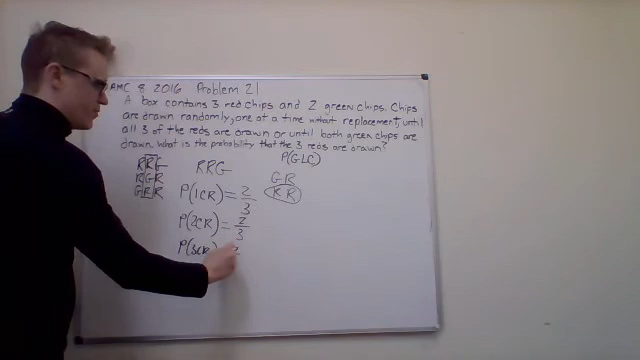 AMC 8 2016 Problem 21
A box contains 3 red chips and 2 green chips. Chips
are drawn randomly, one at a time without replacement, until
all 3 of the reds are drawn or until both green chips are
drawn. What is the probability that the 3 reds are drawn?
P(GLC)
RRG
RGR
GRR
RRG
P(1CR) = 2/3
P(2CR) = 2/3
P(3CR)
GR
RR